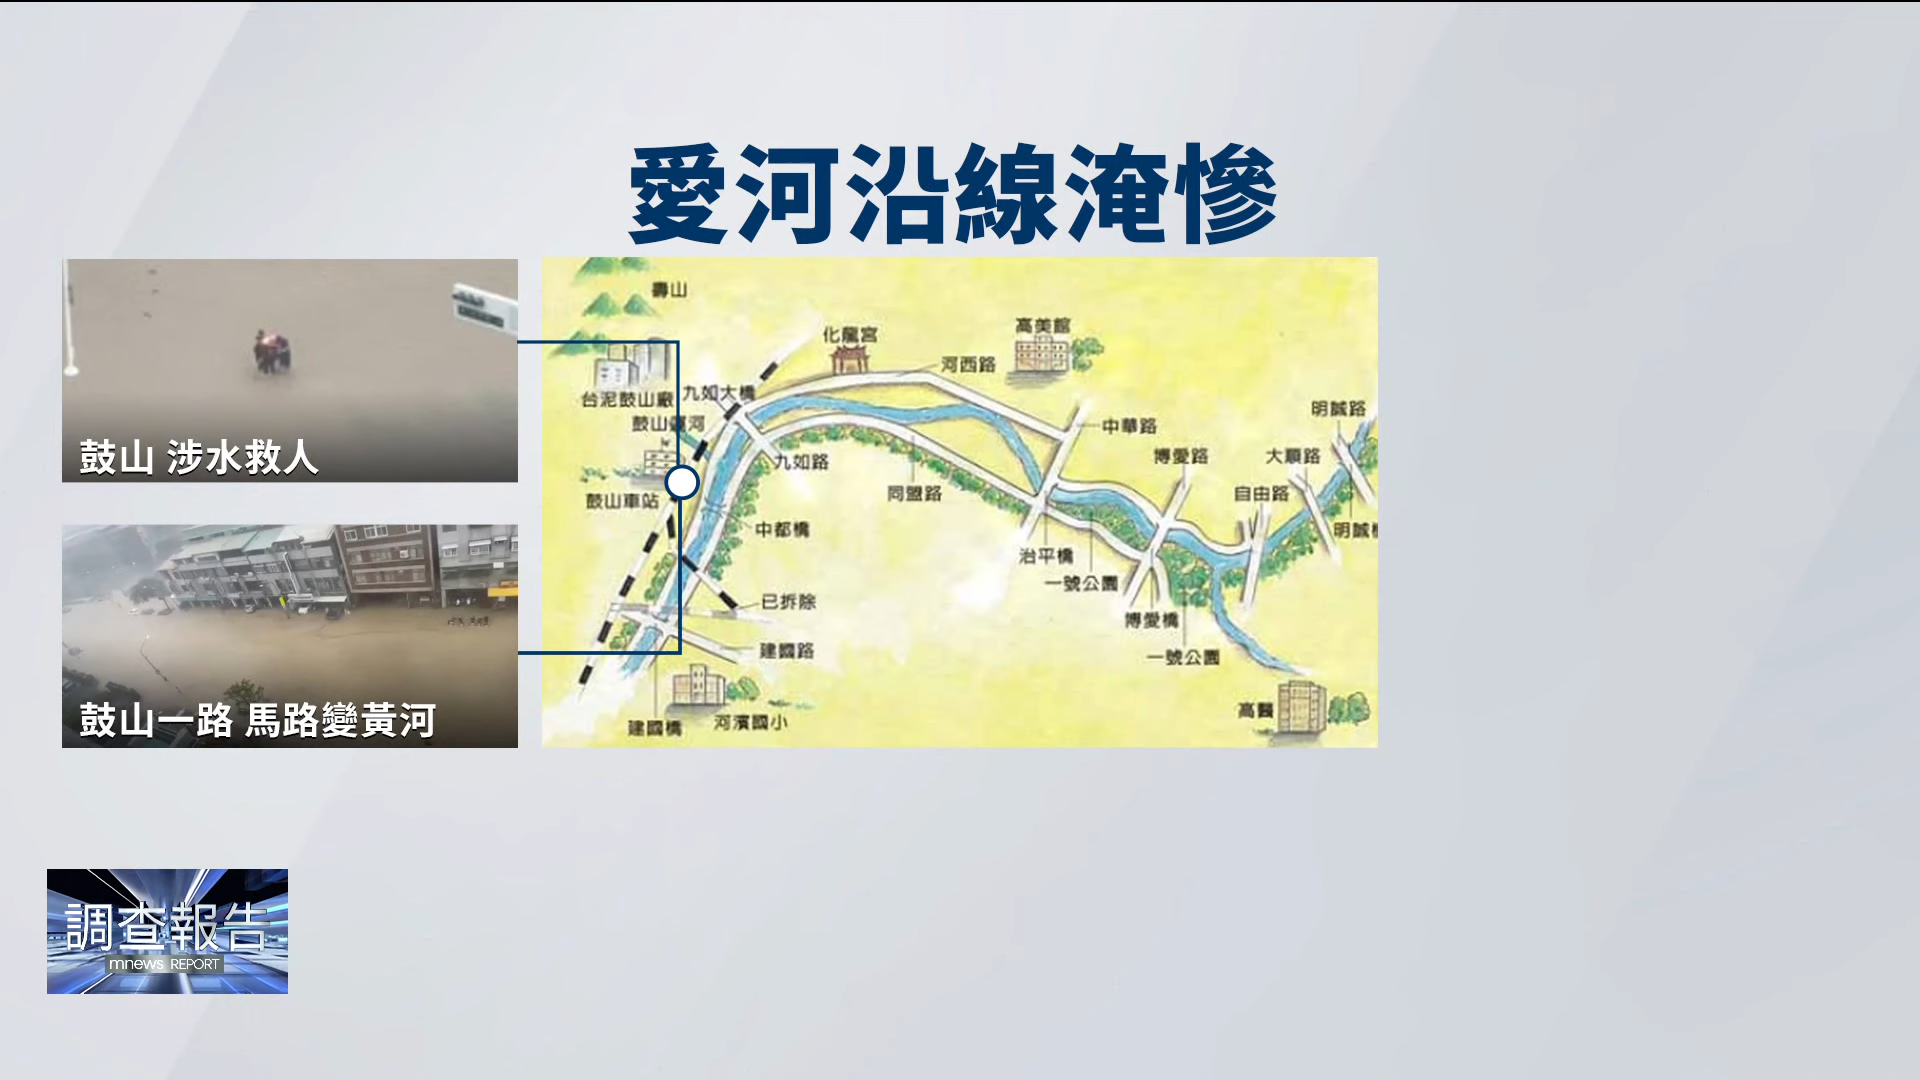 愛河沿線淹慘
鼓山 涉水救人
鼓山一路 馬路變黃河
壽山
化龍宮
高美館
河西路
台泥鼓山廠
九如大橋
鼓山運河
九如路
鼓山車站
同盟路
中都橋
中華路
博愛路
大順路
明誠路
自由路
治平橋
一號公園
已拆除
博愛橋
建國路
一號公園
建國橋
河濱國小
高醫
調查報告
mnews REPORT